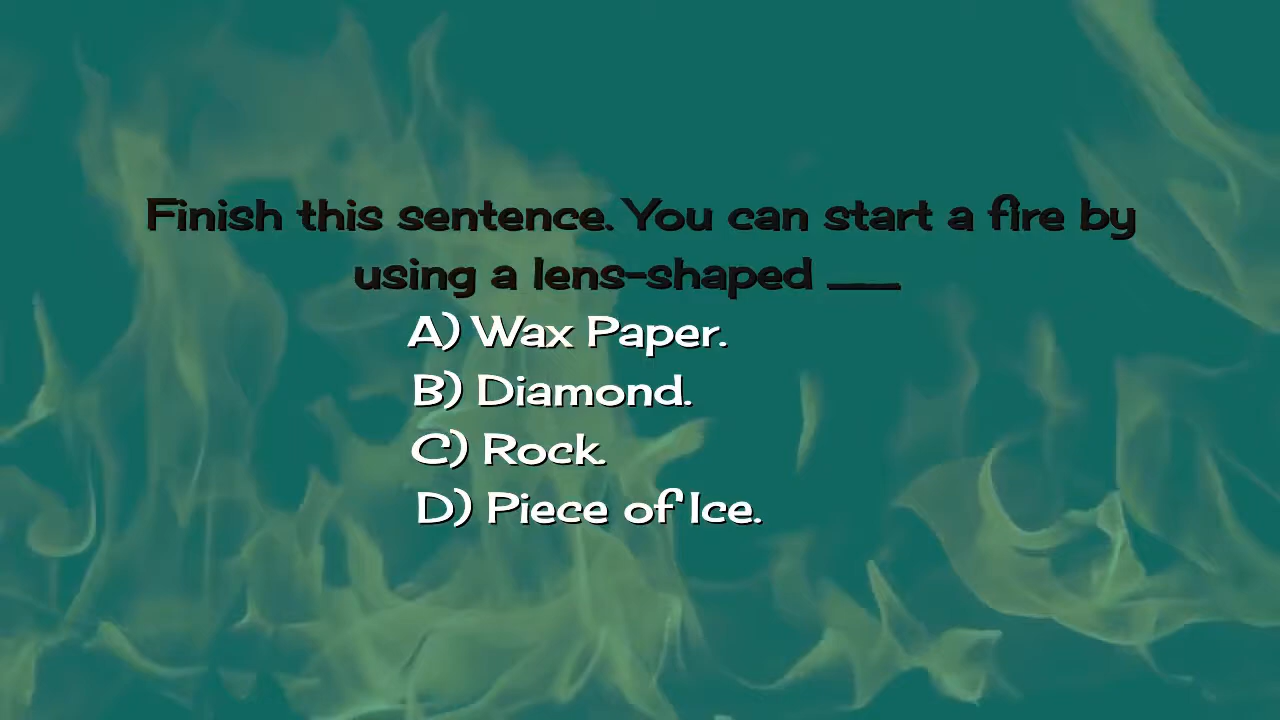 Finish this sentence. You can start a fire by
using a lens-shaped ___
A) Wax Paper.
B) Diamond.
C) Rock.
D) Piece of Ice.